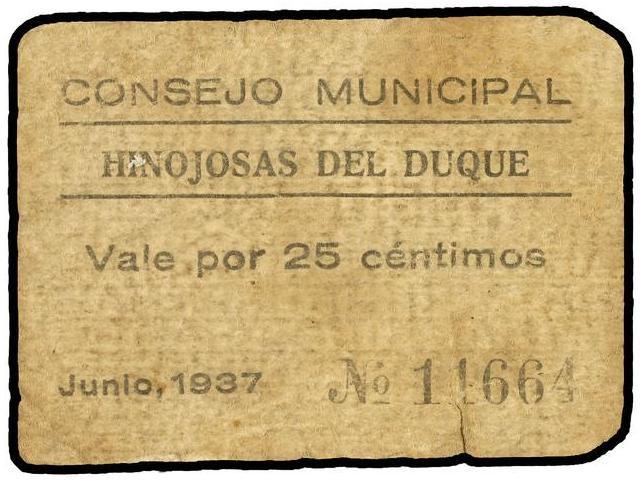 CONSEJO MUNICIPAL
HINOJOSAS DEL DUQUE
Vale por 25 céntimos
Junio, 1937 Nº 11664